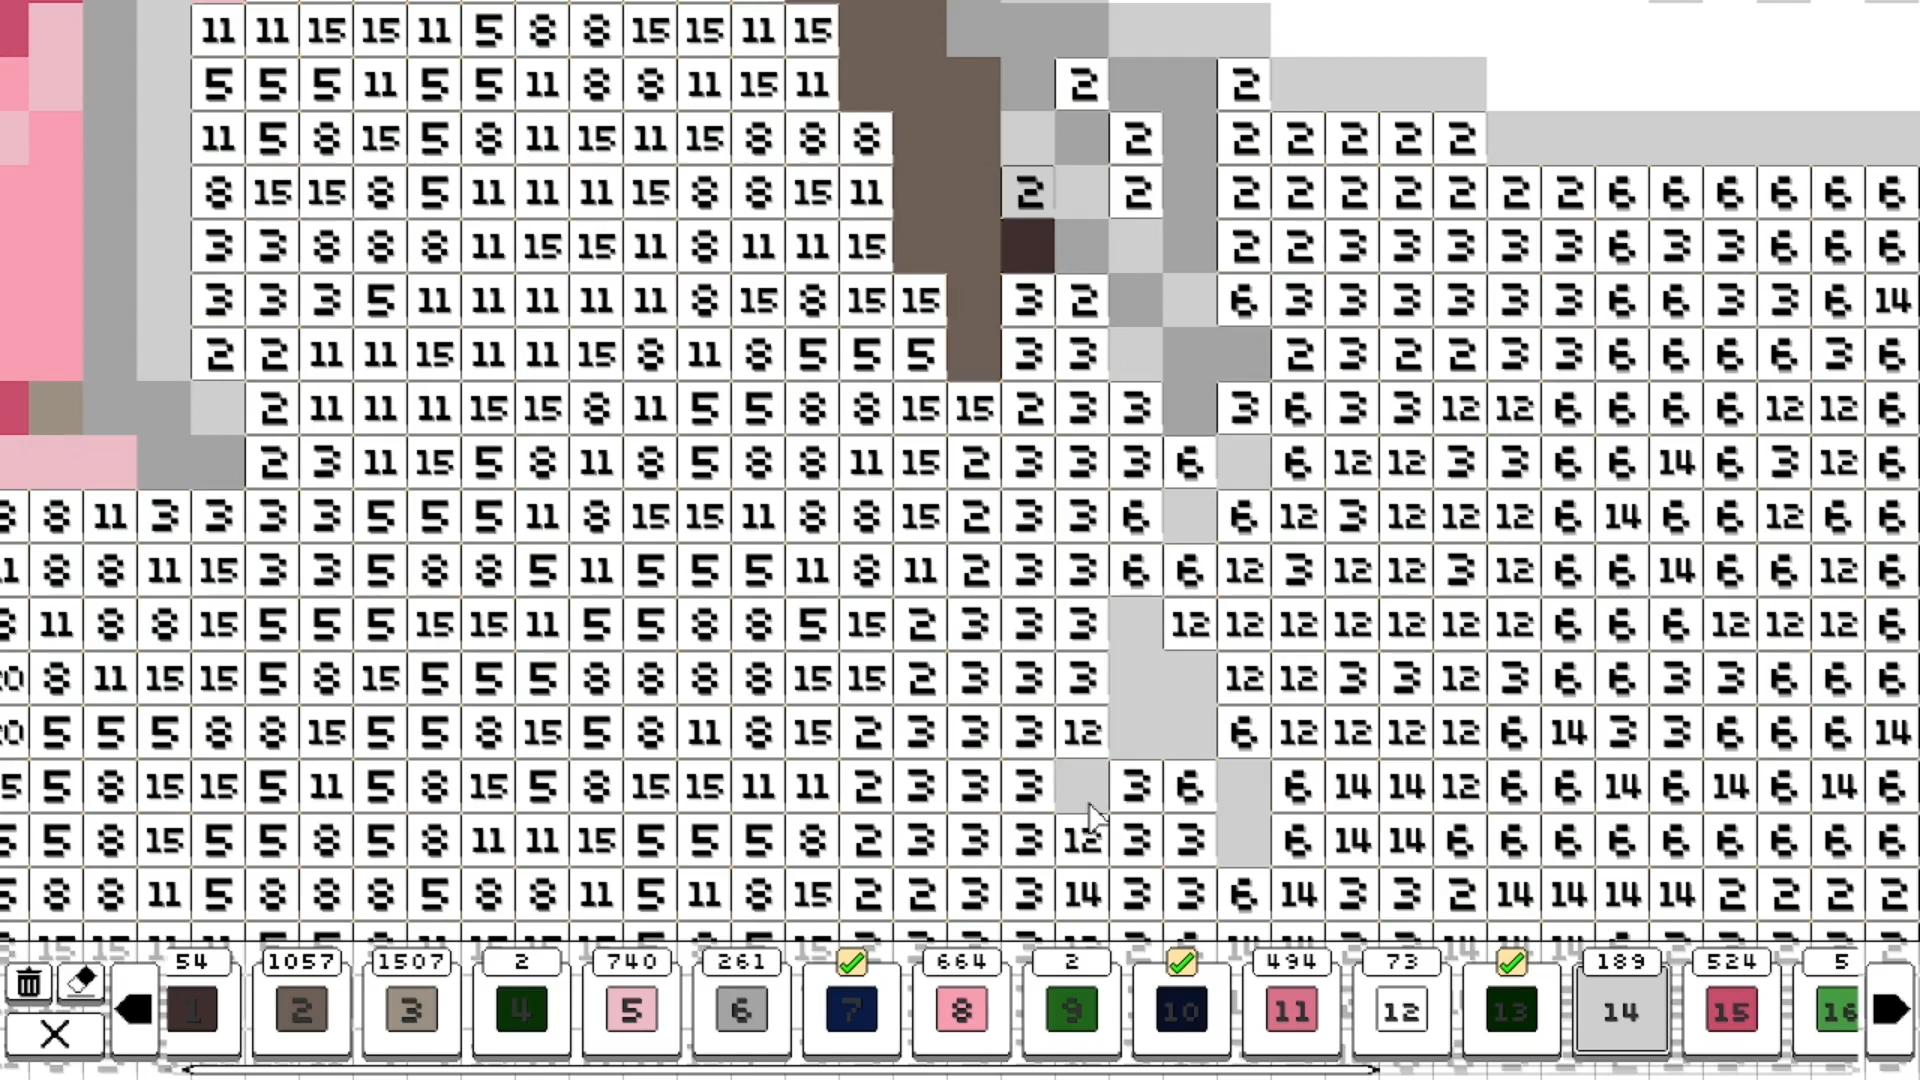 11 11 15 15 11 5 8 8 15 15 11 15
5 5 5 11 5 5 11 8 8 11 15 11 2 2
11 5 8 15 5 8 11 15 11 15 8 8 8 2 2 2 2 2 2
8 15 15 8 5 11 11 11 15 8 8 15 11 2 2 2 2 2 2 2 2 2 6 6 6 6 6 6
3 3 8 8 8 11 15 15 11 8 11 11 15 2 2 3 3 3 3 3 6 3 3 6 6 6
3 3 3 5 11 11 11 11 11 8 15 8 15 15 3 2 6 3 3 3 3 3 3 6 6 3 3 6 14
2 2 11 11 15 11 11 15 8 11 8 5 5 5 3 3 2 3 2 2 3 3 6 6 6 6 3 6
2 11 11 11 15 15 8 11 5 5 8 8 15 15 2 3 3 3 6 3 3 12 12 6 6 6 6 12 12 6
2 3 11 15 5 8 11 8 5 8 8 11 15 2 3 3 3 6 6 12 12 3 3 6 6 14 6 3 12 6
8 11 3 3 3 3 5 5 5 11 8 15 15 11 8 8 15 2 3 3 6 6 12 3 12 12 12 6 14 6 6 12 6 6
8 8 11 15 3 3 5 8 8 5 11 5 5 5 11 8 11 2 3 3 6 6 12 3 12 12 3 12 6 6 14 6 6 12 6
11 8 8 15 5 5 5 15 15 11 5 5 8 8 5 15 2 3 3 3 12 12 12 12 12 12 12 6 6 6 12 12 12 6
8 11 15 15 5 8 15 5 5 5 8 8 8 8 15 15 2 3 3 3 12 12 3 3 12 3 6 6 3 3 6 6 6
5 5 5 8 8 15 5 5 8 15 5 8 11 8 15 2 3 3 3 12 6 12 12 12 12 6 14 3 3 6 6 6 14
5 8 15 15 5 11 5 15 5 8 15 15 11 11 2 3 3 3 3 6 6 14 14 12 6 6 14 6 14 6 14 6
5 8 15 5 5 8 5 8 11 11 15 5 5 5 8 2 3 3 3 12 3 3 6 14 14 6 6 6 6 6 6 6 6 6
8 8 11 5 8 8 8 5 8 8 11 5 11 8 15 2 2 3 3 14 3 3 6 14 3 3 2 14 14 14 14 2 2 2 2
54 1057 1507 2 740 261 664 2 494 73 189 524 5
1 2 3 4 5 6 7 8 9 10 11 12 13 14 15 16